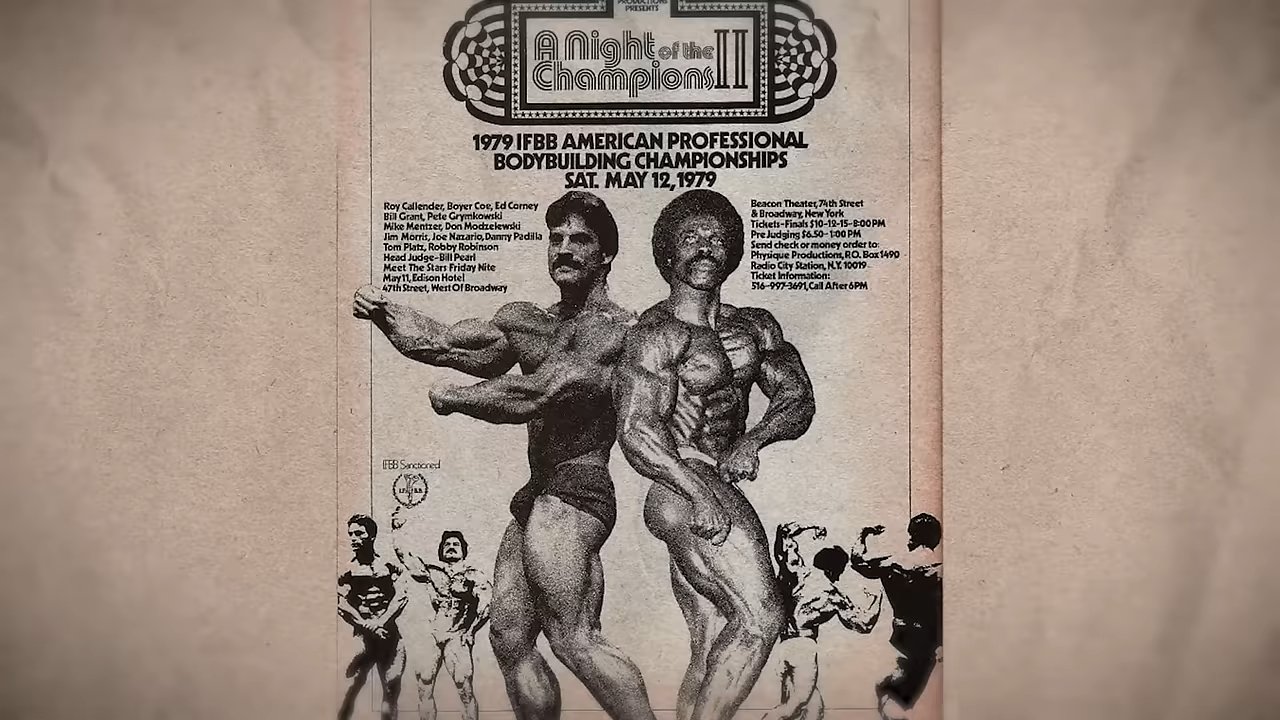 PRODUCTIONS
PRESENTS
A Night of the
Champions II
1979 IFBB AMERICAN PROFESSIONAL
BODYBUILDING CHAMPIONSHIPS
SAT. MAY 12, 1979
Roy Callender, Boyer Coe, Ed Corney
Bill Grant, Pete Grymkowski
Mike Mentzer, Don Modzelewski
Jim Morris, Joe Nazario, Danny Padilla
Tom Platz, Robby Robinson
Head Judge-Bill Pearl
Meet The Stars Friday Nite
May 11, Edison Hotel
47th Street, West Of Broadway
Beacon Theater, 74th Street
& Broadway, New York
Tickets-Finals $10-12-15-8:00 PM
Pre Judging $6.50-1:00 PM
Send check or money order to:
Physique Productions, P.O. Box 1490
Radio City Station, N.Y. 10019
Ticket Information:
516-997-3691, Call After 6PM
IFBB Sanctioned